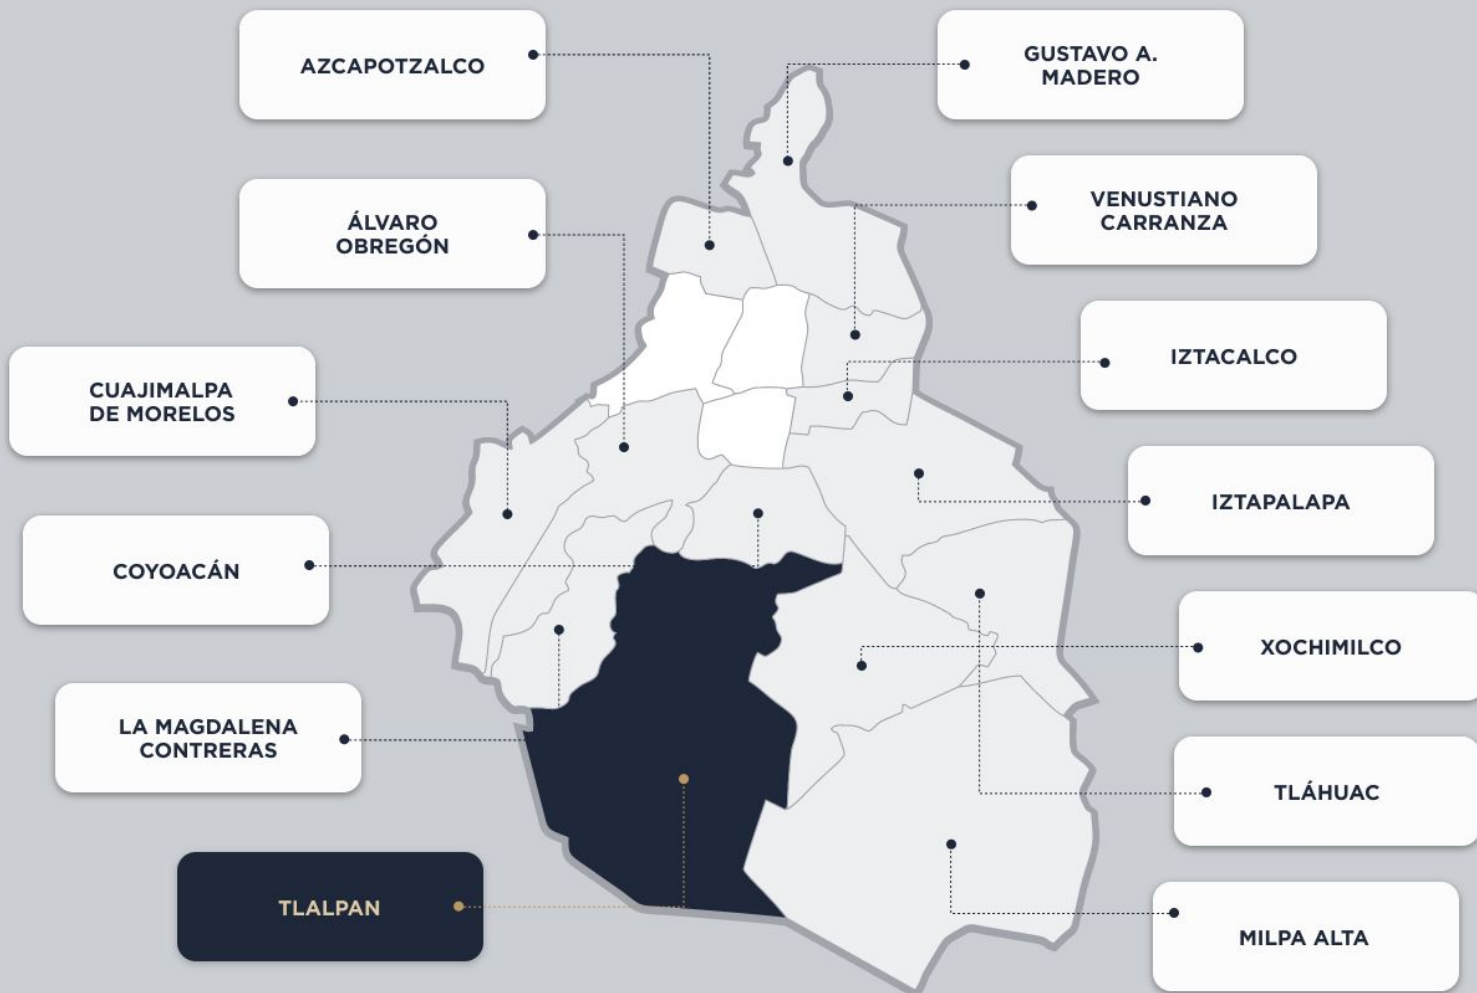 AZCAPOTZALCO
GUSTAVO A.
MADERO
ÁLVARO
OBREGÓN
VENUSTIANO
CARRANZA
CUAJIMALPA
DE MORELOS
IZTACALCO
COYOACÁN
IZTAPALAPA
LA MAGDALENA
CONTRERAS
XOCHIMILCO
TLÁHUAC
TLALPAN
MILPA ALTA